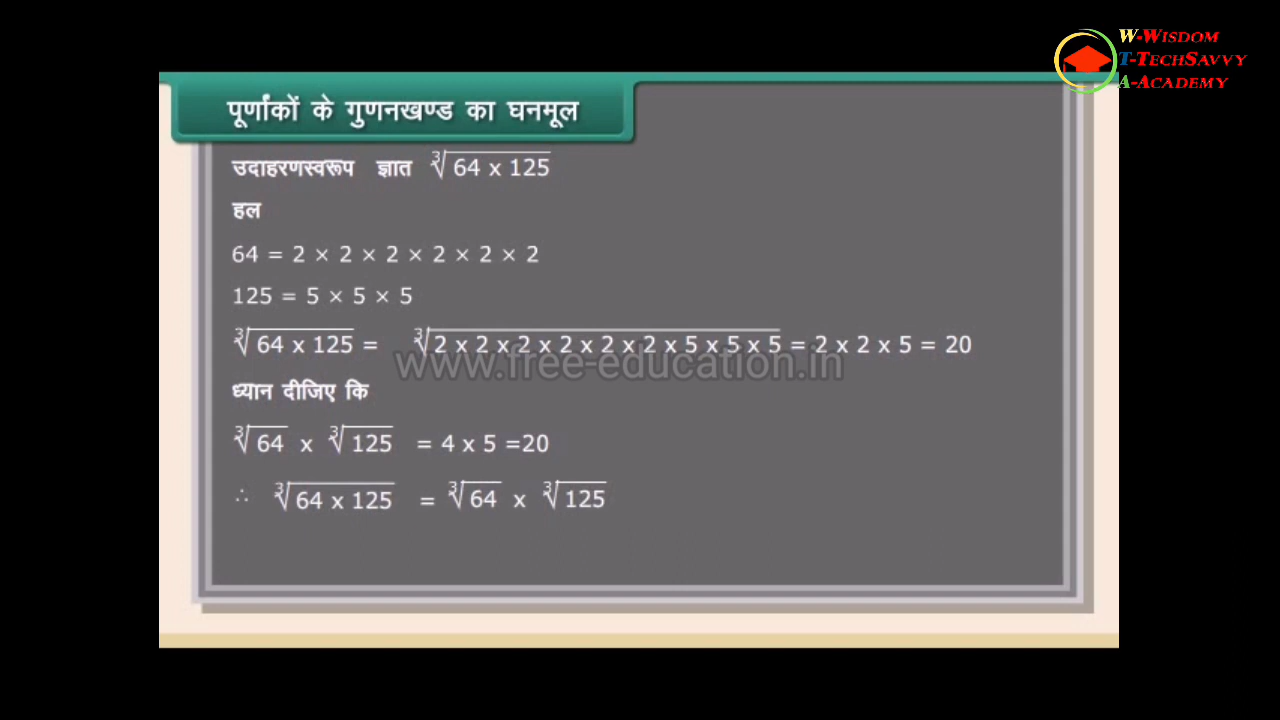 W-Wisdom
T-TechSavvy
A-Academy
पूर्णांकों के गुणनखण्ड का घनमूल
उदाहरणस्वरूप ज्ञात ∛64 x 125
हल
64 = 2 × 2 × 2 × 2 × 2 × 2
125 = 5 × 5 × 5
∛64 x 125 = ∛2 x 2 x 2 x 2 x 2 x 2 x 5 x 5 x 5 = 2 x 2 x 5 = 20
www.free-education.in
ध्यान दीजिए कि
∛64 x ∛125 = 4 x 5 =20
∴ ∛64 x 125 = ∛64 x ∛125